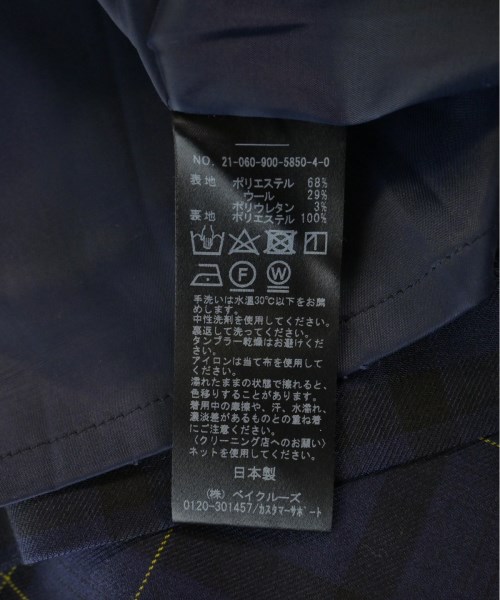 NO. 21-060-900-5850-4-0
表地 ポリエステル 68%
ウール 29%
ポリウレタン 3%
裏地 ポリエステル 100%
F W
手洗いは水温30℃以下をお薦
めします。
中性洗剤を使用してください。
裏返して洗ってください。
タンブラー乾燥はお避けくださ
い。
アイロンは当て布を使用して
ください。
濡れたままの状態で擦れると、
色移りすることがあります。
着用中の摩擦や、汗、水濡れ、
濃淡差があるものとの重ね着
にご注意ください。
〈クリーニング店へのお願い〉
ネットを使用してください。
日本製
(株) ベイクルーズ
0120-301457/カスタマーサポート